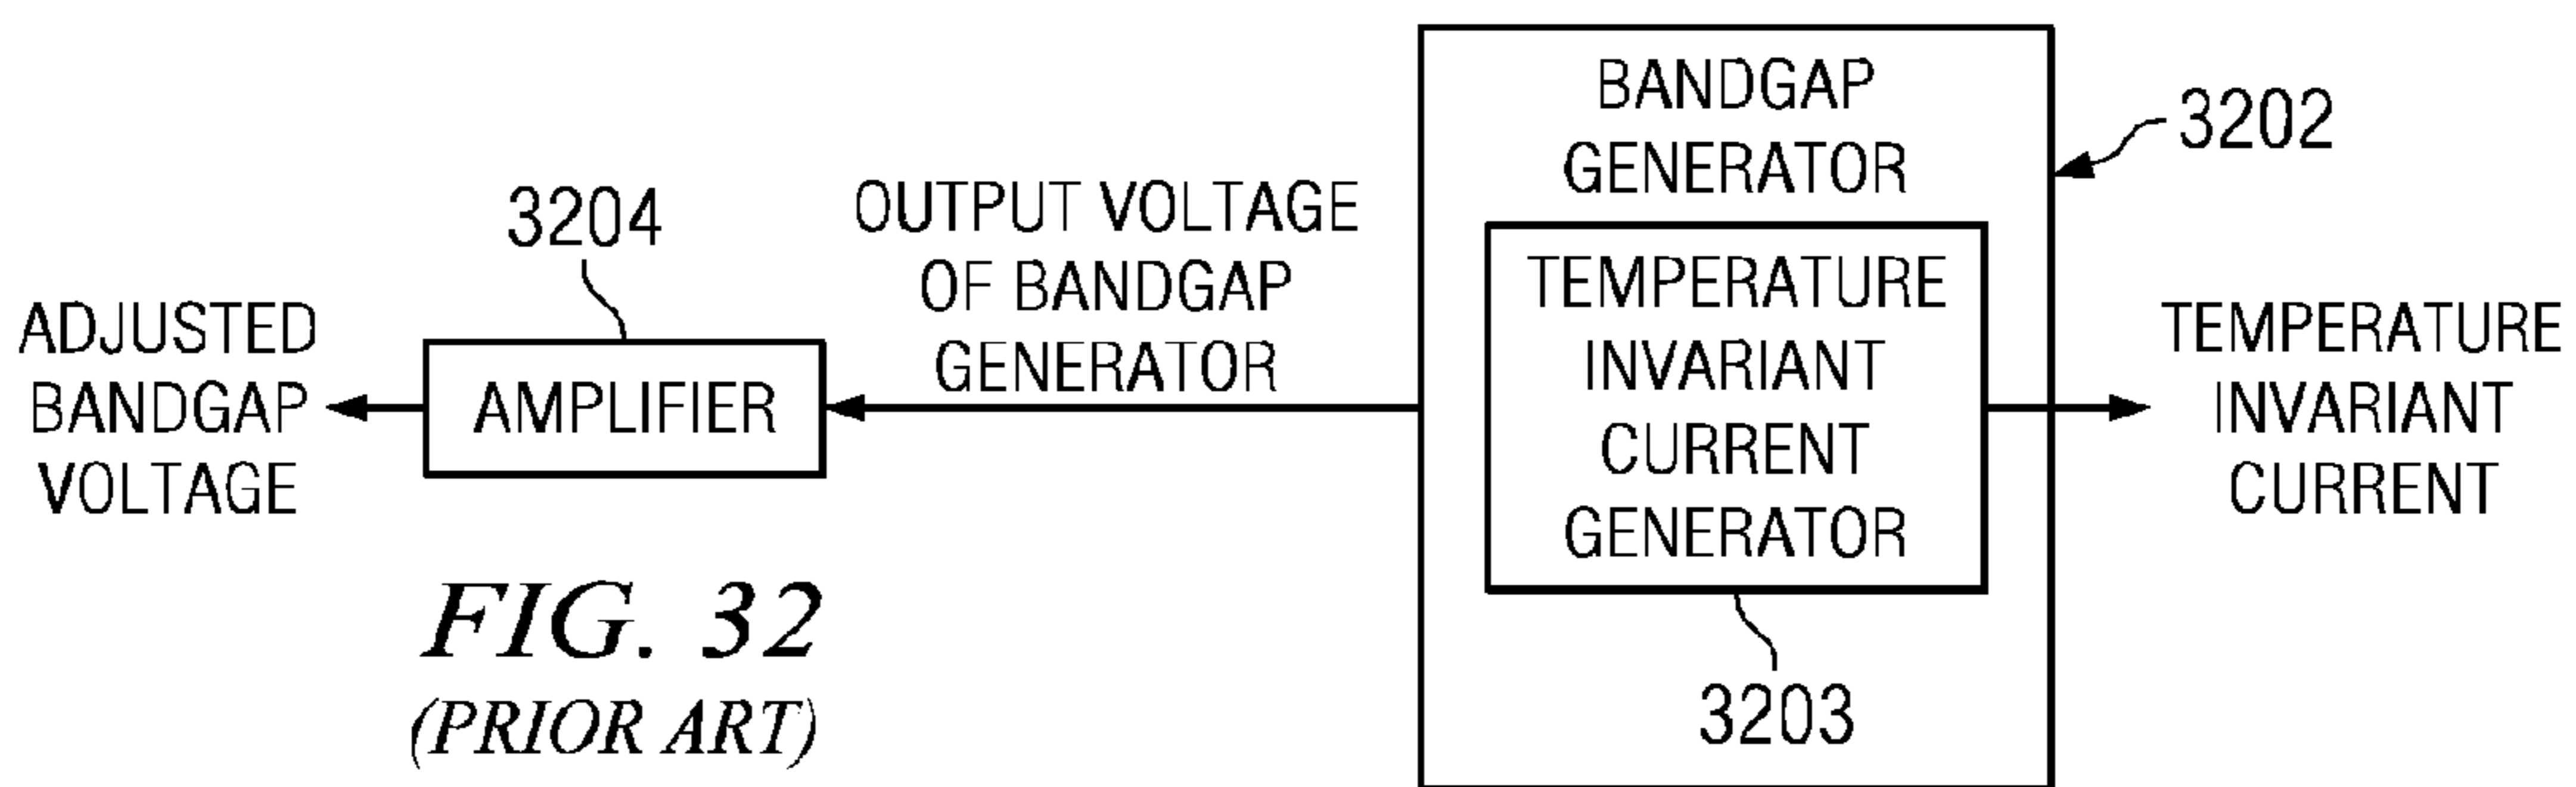 ADJUSTED
BANDGAP
VOLTAGE
3204
AMPLIFIER
OUTPUT VOLTAGE
OF BANDGAP
GENERATOR
BANDGAP
GENERATOR
3202
TEMPERATURE
INVARIANT
CURRENT
GENERATOR
3203
TEMPERATURE
INVARIANT
CURRENT
FIG. 32
(PRIOR ART)